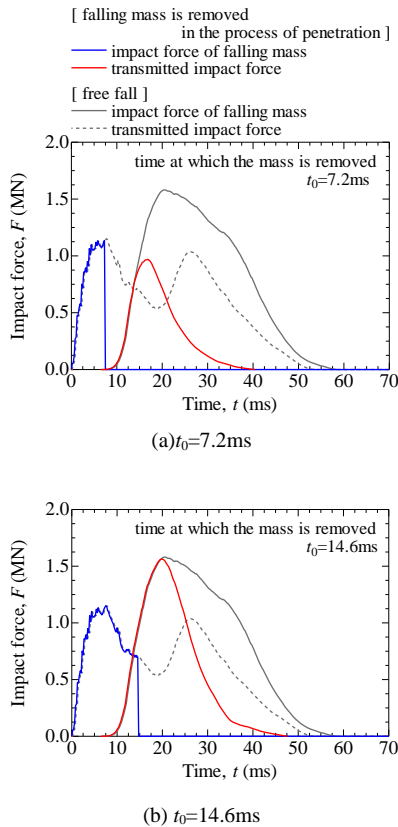 [ falling mass is removed
in the process of penetration ]
impact force of falling mass
transmitted impact force
[ free fall ]
impact force of falling mass
transmitted impact force
2.0
time at which the mass is removed
t0=7.2ms
1.5
1.0
0.5
0.0
Impact force, F (MN)
0 10 20 30 40 50 60 70
Time, t (ms)
(a)t0=7.2ms
2.0
time at which the mass is removed
t0=14.6ms
1.5
1.0
0.5
0.0
Impact force, F (MN)
0 10 20 30 40 50 60 70
Time, t (ms)
(b) t0=14.6ms